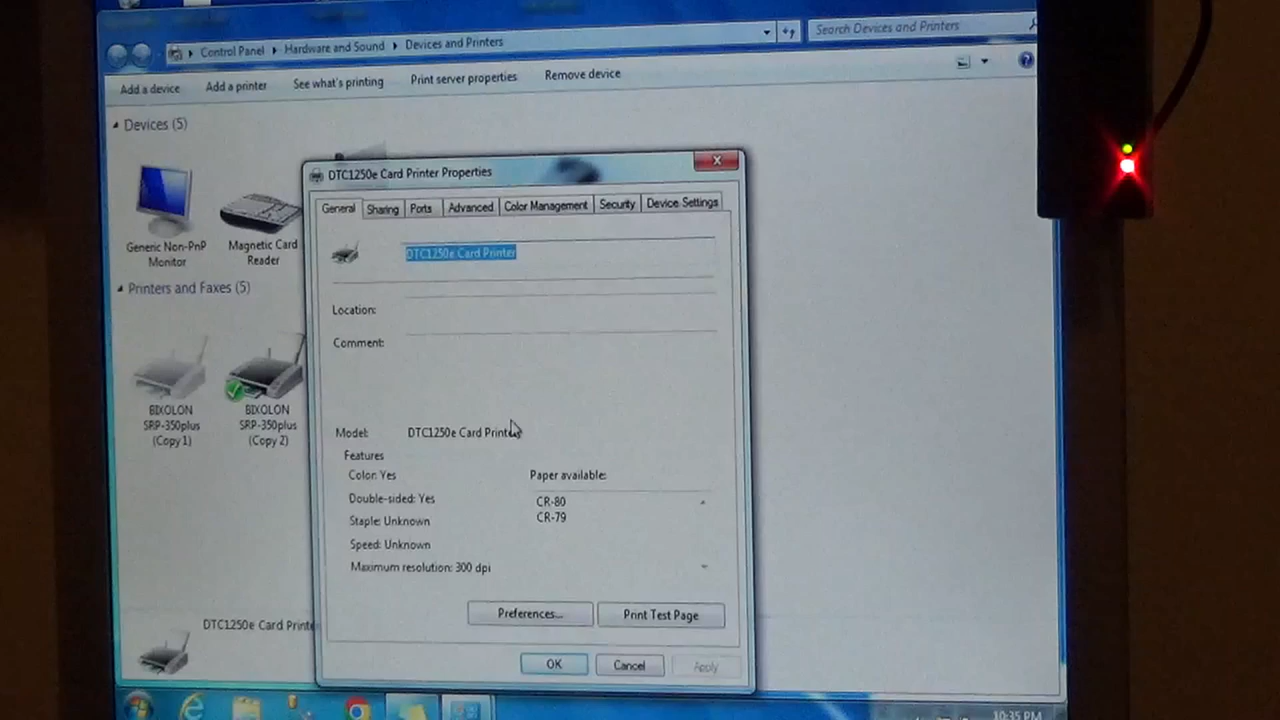 Control Panel ▸ Hardware and Sound ▸ Devices and Printers
Search Devices and Printers
Add a device Add a printer See what's printing Print server properties Remove device
Devices (5)
Generic Non-PnP
Monitor
Magnetic Card
Reader
Printers and Faxes (5)
BIXOLON
SRP-350plus
(Copy 1)
BIXOLON
SRP-350plus
(Copy 2)
DTC1250e Card Printe
DTC1250e Card Printer Properties
General Sharing Ports Advanced Color Management Security Device Settings
DTC1250e Card Printer
Location:
Comment:
Model: DTC1250e Card Printer
Features
Color: Yes
Double-sided: Yes
Staple: Unknown
Speed: Unknown
Maximum resolution: 300 dpi
Paper available:
CR-80
CR-79
Preferences... Print Test Page
OK Cancel Apply
10:35 PM